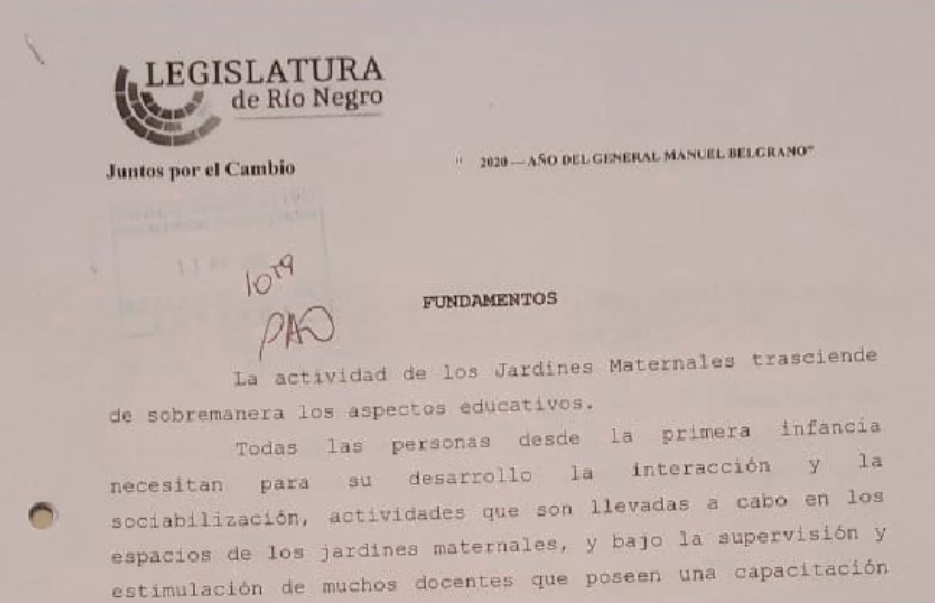 LEGISLATURA
de Río Negro
Juntos por el Cambio
" 2020 — AÑO DEL GENERAL MANUEL BELGRANO"
10:19
PAO
FUNDAMENTOS
La actividad de los Jardines Maternales trasciende
de sobremanera los aspectos educativos.
Todas las personas desde la primera infancia
necesitan para su desarrollo la interacción y la
sociabilización, actividades que son llevadas a cabo en los
espacios de los jardines maternales, y bajo la supervisión y
estimulación de muchos docentes que poseen una capacitación